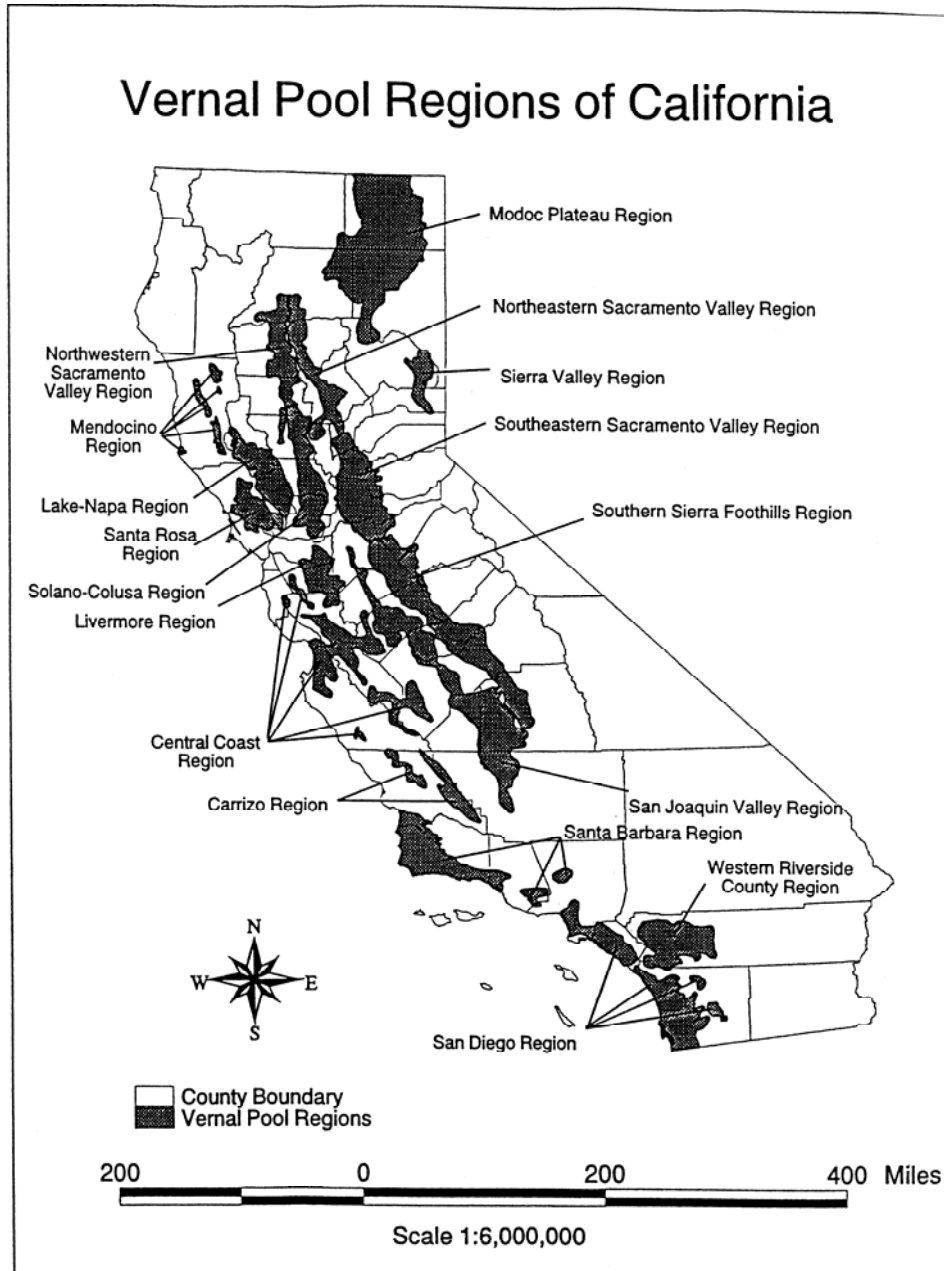 Vernal Pool Regions of California
Modoc Plateau Region
Northeastern Sacramento Valley Region
Northwestern
Sacramento
Valley Region
Sierra Valley Region
Mendocino
Region
Southeastern Sacramento Valley Region
Lake-Napa Region
Santa Rosa
Region
Southern Sierra Foothills Region
Solano-Colusa Region
Livermore Region
Central Coast
Region
Carrizo Region
San Joaquin Valley Region
Santa Barbara Region
Western Riverside
County Region
N
W
E
S
San Diego Region
County Boundary
Vernal Pool Regions
200
0
200
400 Miles
Scale 1:6,000,000